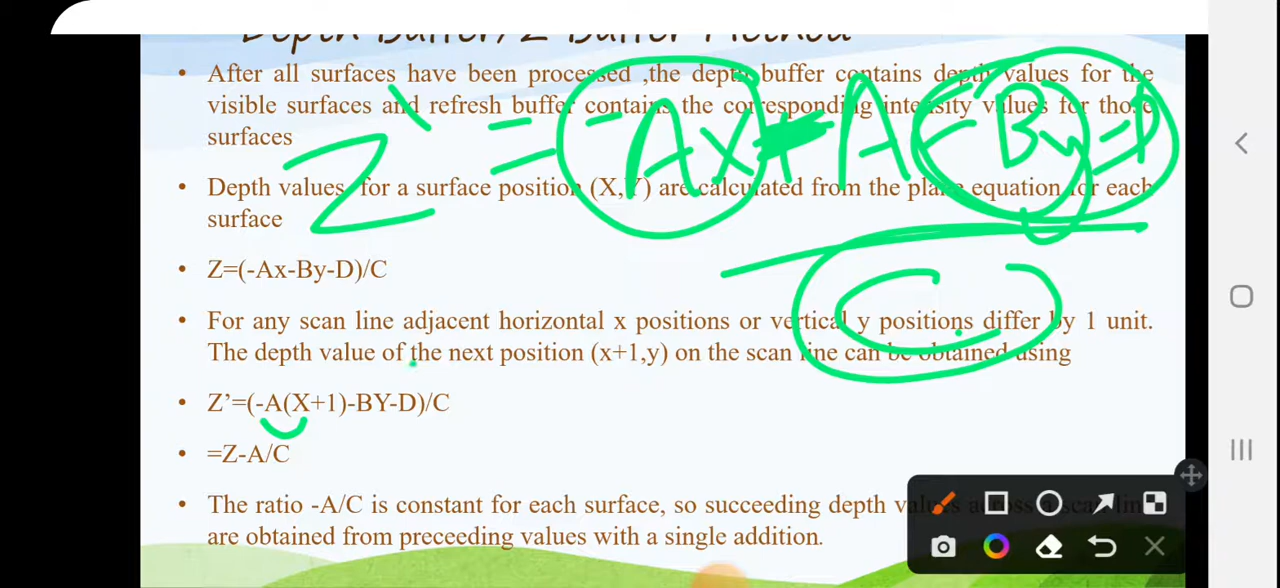 Depth Buffer/Z Buffer Method
• After all surfaces have been processed ,the depth buffer contains depth values for the
visible surfaces and refresh buffer contains the corresponding intensity values for those
surfaces
• Depth values for a surface position (X,Y) are calculated from the plane equation for each
surface
• Z=(-Ax-By-D)/C
• For any scan line adjacent horizontal x positions or vertical y positions differ by 1 unit.
The depth value of the next position (x+1,y) on the scan line can be obtained using
• Z’=(-A(X+1)-BY-D)/C
• =Z-A/C
• The ratio -A/C is constant for each surface, so succeeding depth values across a scan line
are obtained from preceeding values with a single addition.
Z' = -Ax - A - By - D
C